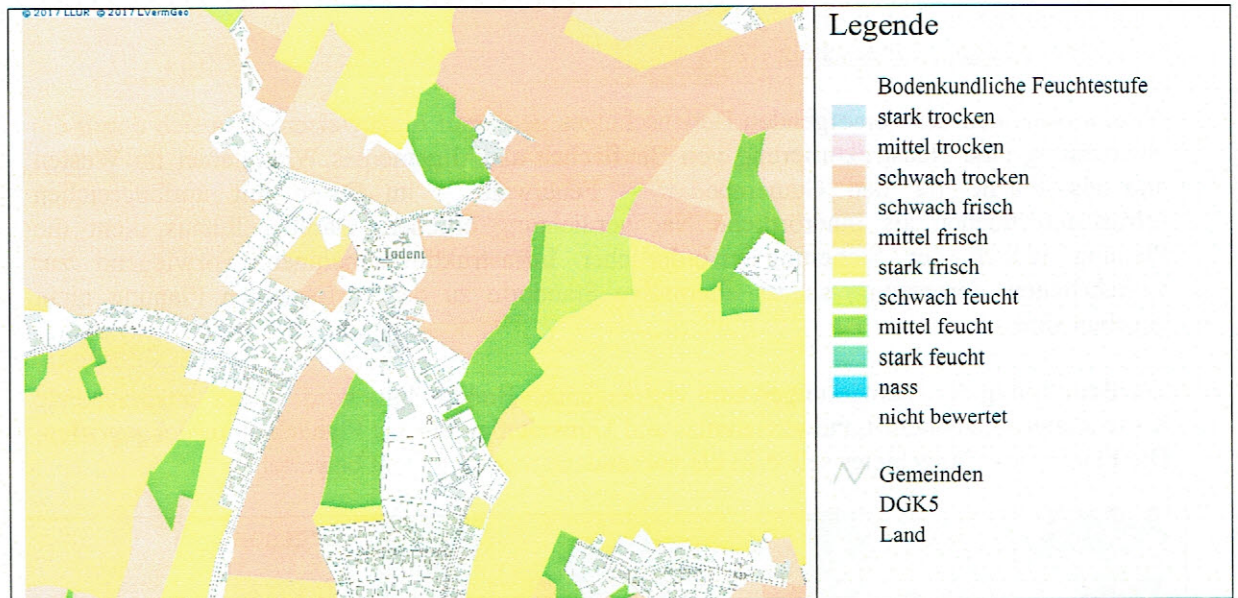 © 2017 LLUR © 2017 LVermGeo
Legende
Bodenkundliche Feuchtestufe
stark trocken
mittel trocken
schwach trocken
schwach frisch
mittel frisch
stark frisch
schwach feucht
mittel feucht
stark feucht
nass
nicht bewertet
Gemeinden
DGK5
Land